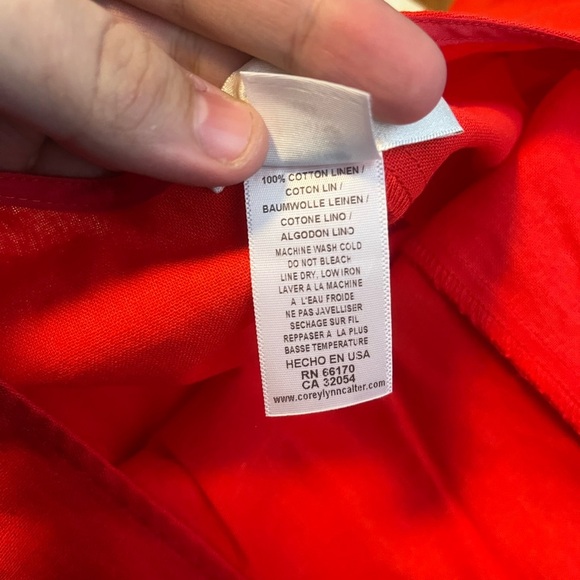 100% COTTON LINEN /
COTON LIN /
BAUMWOLLE LEINEN /
COTONE LINO /
ALGODON LINO
MACHINE WASH COLD
DO NOT BLEACH
LINE DRY, LOW IRON
LAVER A LA MACHINE
A L'EAU FROIDE
NE PAS JAVELLISER
SECHAGE SUR FIL
REPPASER A LA PLUS
BASSE TEMPERATURE
HECHO EN USA
RN 66170
CA 32054
www.coreylynncalter.com